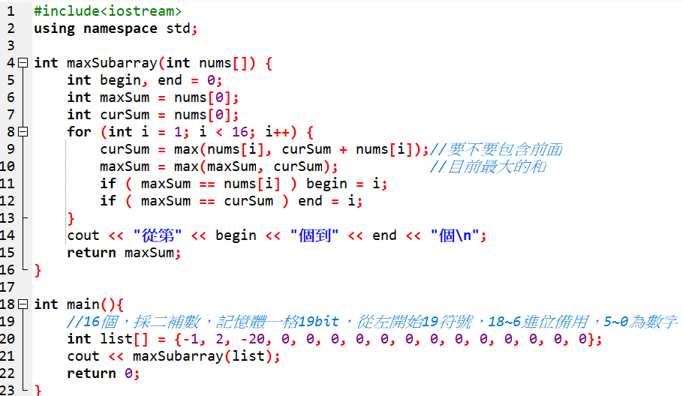 1 #include<iostream>
2 using namespace std;
3
4 int maxSubarray(int nums[]) {
5 int begin, end = 0;
6 int maxSum = nums[0];
7 int curSum = nums[0];
8 for (int i = 1; i < 16; i++) {
9 curSum = max(nums[i], curSum + nums[i]);//要不要包含前面
10 maxSum = max(maxSum, curSum); //目前最大的和
11 if ( maxSum == nums[i] ) begin = i;
12 if ( maxSum == curSum ) end = i;
13 }
14 cout << "從第" << begin << "個到" << end << "個\n";
15 return maxSum;
16 }
17
18 int main(){
19 //16個，採二補數，記憶體一格19bit，從左開始19符號，18~6進位備用，5~0為數字
20 int list[] = {-1, 2, -20, 0, 0, 0, 0, 0, 0, 0, 0, 0, 0, 0, 0, 0};
21 cout << maxSubarray(list);
22 return 0;
23 }